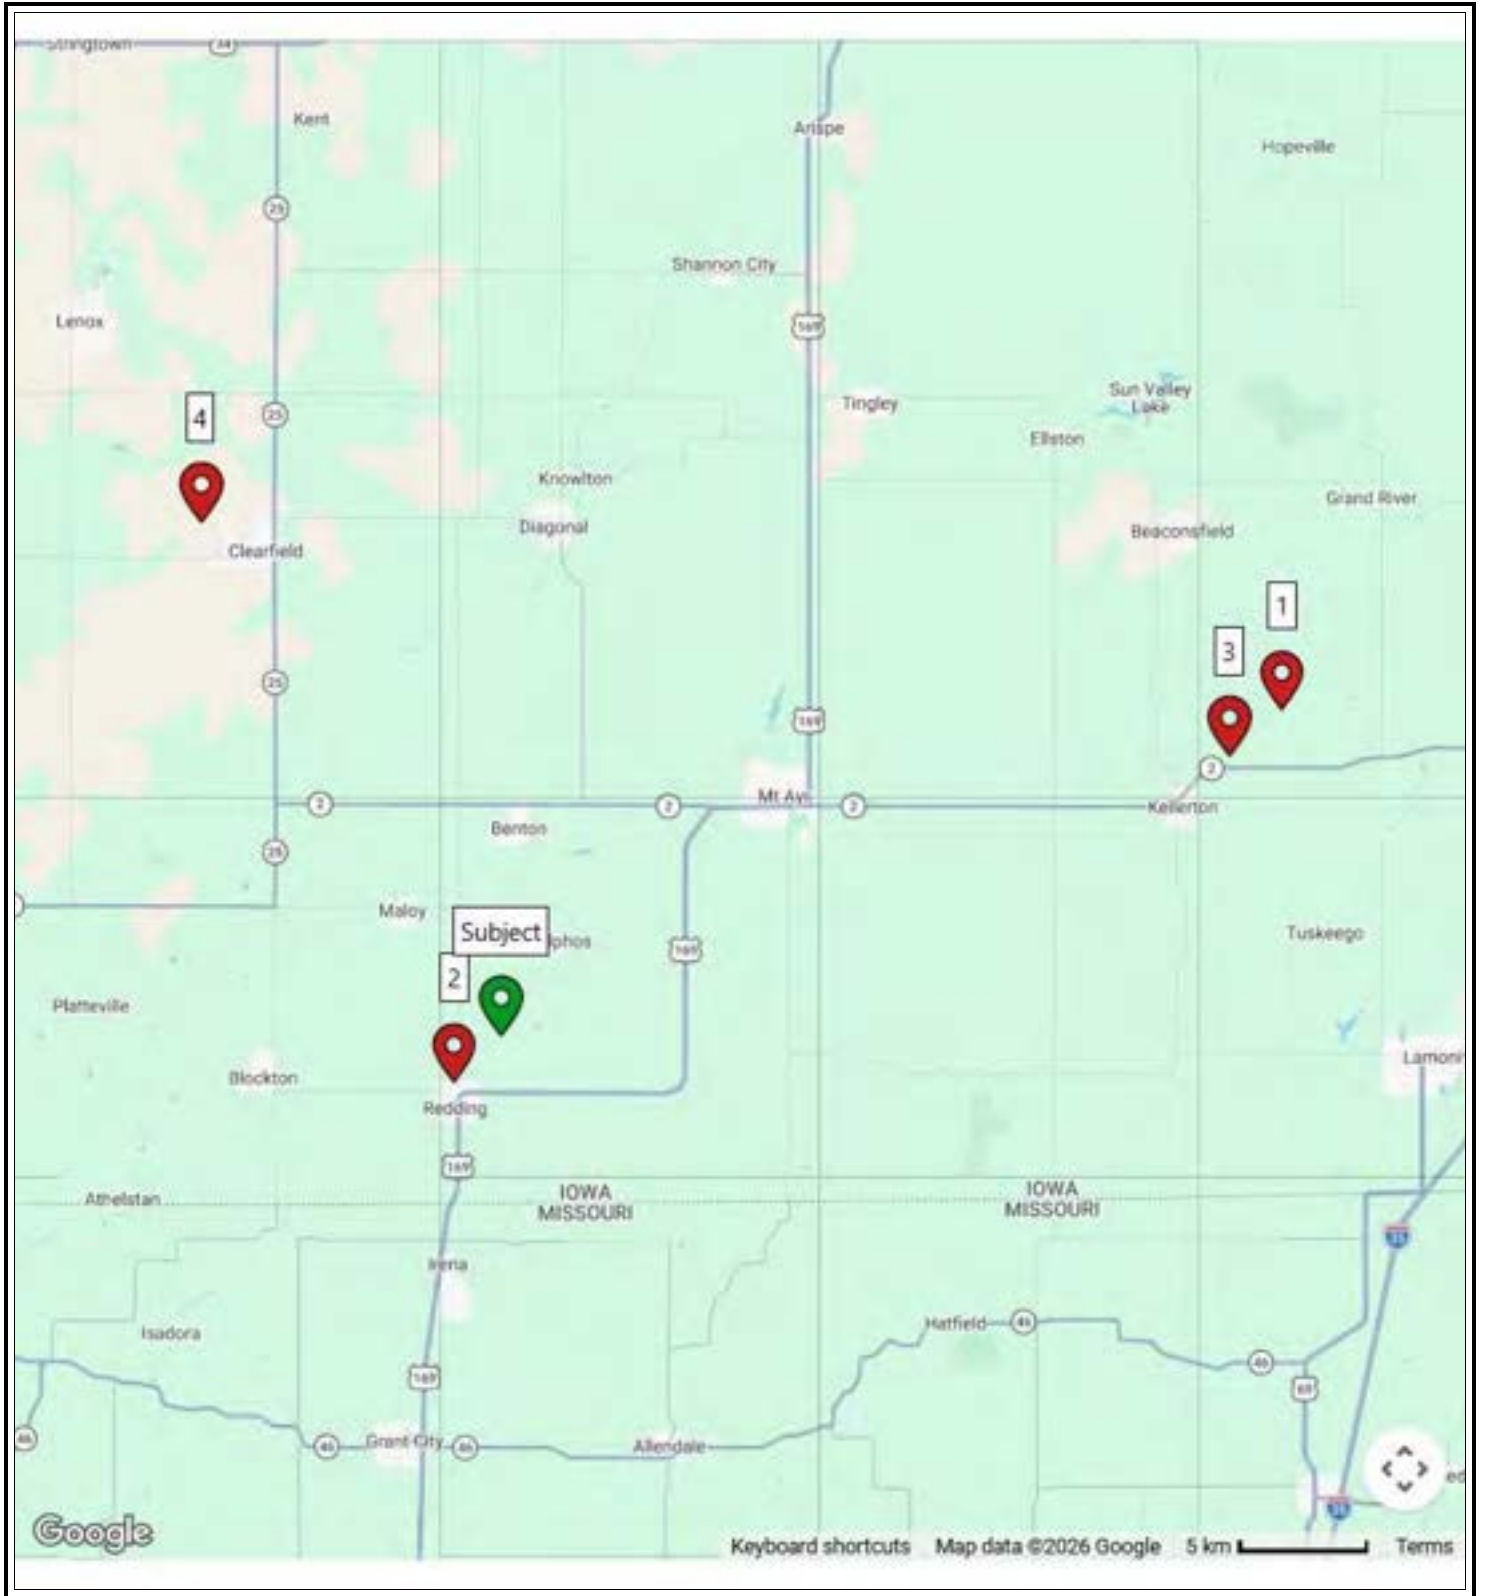 Stringtown
34
Kent
Arispe
Hopeville
25
Shannon City
Lenox
169
Sun Valley
Lake
Tingley
4
25
Ellston
Knowlton
Grand River
Diagonal
Beaconsfield
Clearfield
1
3
25
169
2
Mt Ayr
2
2
2
Kellerton
Benton
25
Maloy
Subject
lphos
Tuskeego
169
2
Platteville
Lamoni
Blockton
Redding
169
IOWA
MISSOURI
IOWA
MISSOURI
Athelstan
35
Irena
Hatfield
46
Isadora
46
169
69
46
Grant City
46
46
Allendale
35
Google
Keyboard shortcuts
Map data ©2026 Google
5 km
Terms